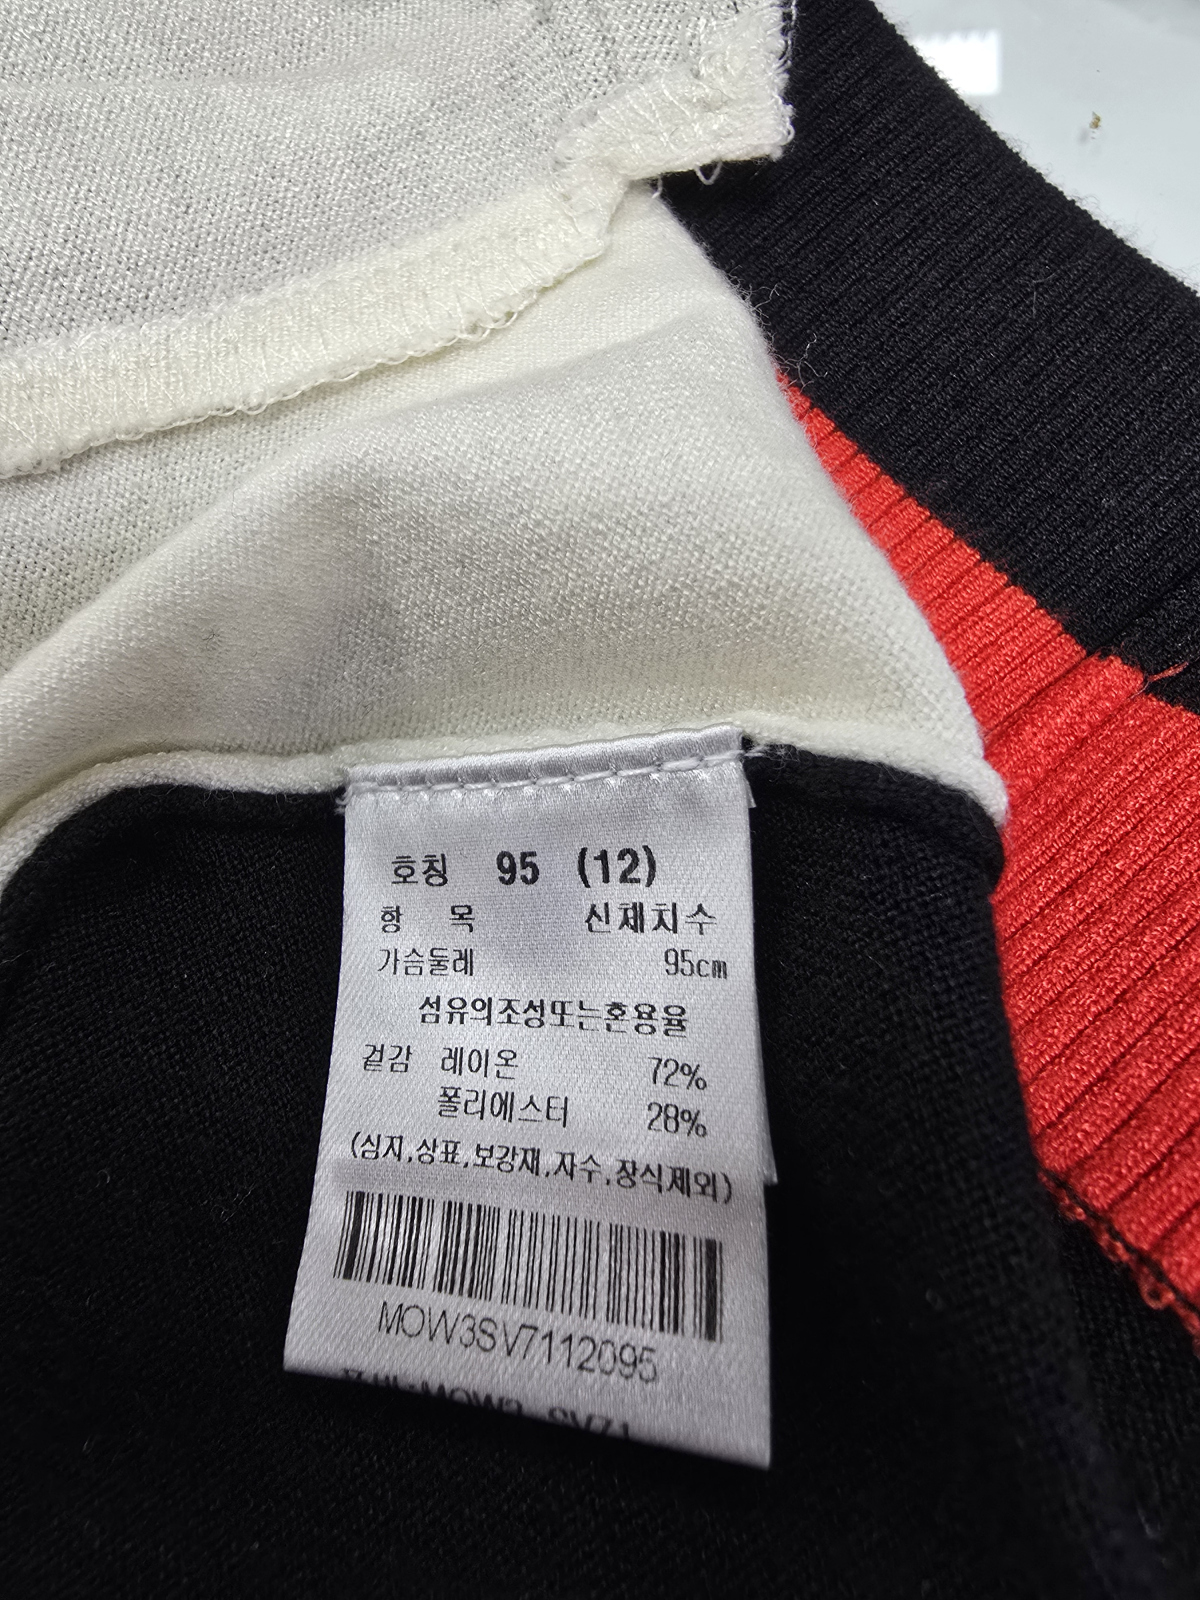 호칭 95 (12)
항 목 신체치수
가슴둘레 95cm
섬유의조성또는혼용율
겉감 레이온 72%
폴리에스터 28%
(심지,상표,보강재,자수,장식제외)
MOW3SV7112095